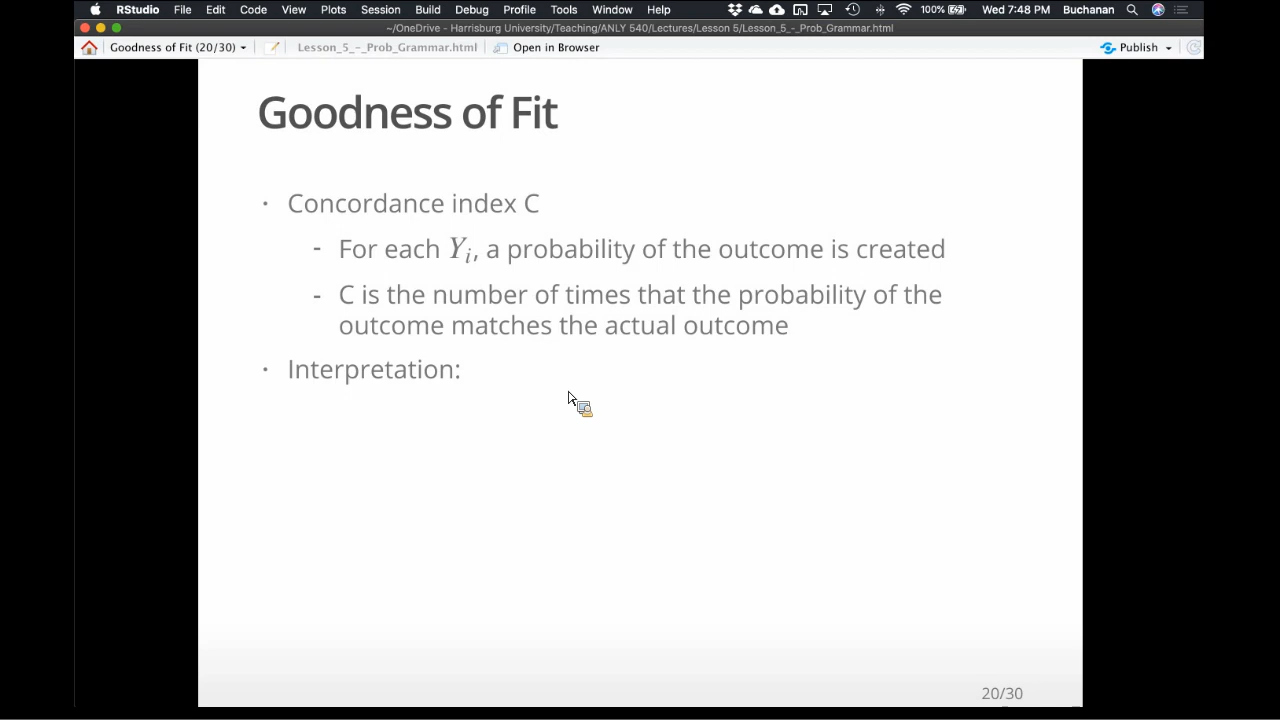 RStudio File Edit Code View Plots Session Build Debug Profile Tools Window Help 100% Wed 7:48 PM Buchanan
~/OneDrive - Harrisburg University/Teaching/ANLY 540/Lectures/Lesson 5/Lesson_5_-_Prob_Grammar.html
Goodness of Fit (20/30) Lesson_5_-_Prob_Grammar.html Open in Browser Publish
Goodness of Fit
· Concordance index C
- For each Yᵢ, a probability of the outcome is created
- C is the number of times that the probability of the
outcome matches the actual outcome
· Interpretation:
20/30